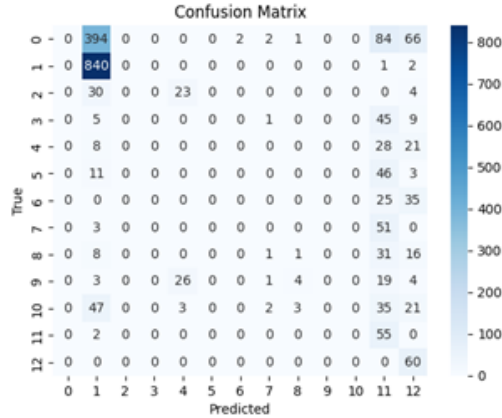 Confusion Matrix
0 0 394 0 0 0 0 2 2 1 0 0 84 66
1 0 840 0 0 0 0 0 0 0 0 0 1 2
2 0 30 0 0 23 0 0 0 0 0 0 0 4
3 0 5 0 0 0 0 0 1 0 0 0 45 9
4 0 8 0 0 0 0 0 0 0 0 0 28 21
5 0 11 0 0 0 0 0 0 0 0 0 46 3
6 0 0 0 0 0 0 0 0 0 0 0 25 35
7 0 3 0 0 0 0 0 0 0 0 0 51 0
8 0 8 0 0 0 0 0 1 1 0 0 31 16
9 0 3 0 0 26 0 0 1 4 0 0 19 4
10 0 47 0 0 3 0 0 2 3 0 0 35 21
11 0 2 0 0 0 0 0 0 0 0 0 55 0
12 0 0 0 0 0 0 0 0 0 0 0 0 60
0 1 2 3 4 5 6 7 8 9 10 11 12
Predicted
True
800
700
600
500
400
300
200
100
0